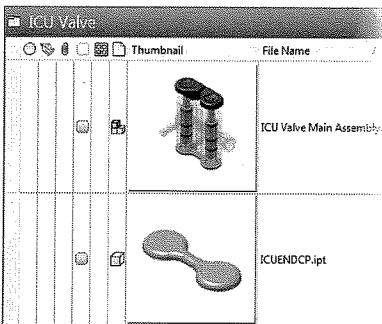 ICU Valve
Thumbnail File Name
ICU Valve Main Assembly.
ICUENDCP.ipt